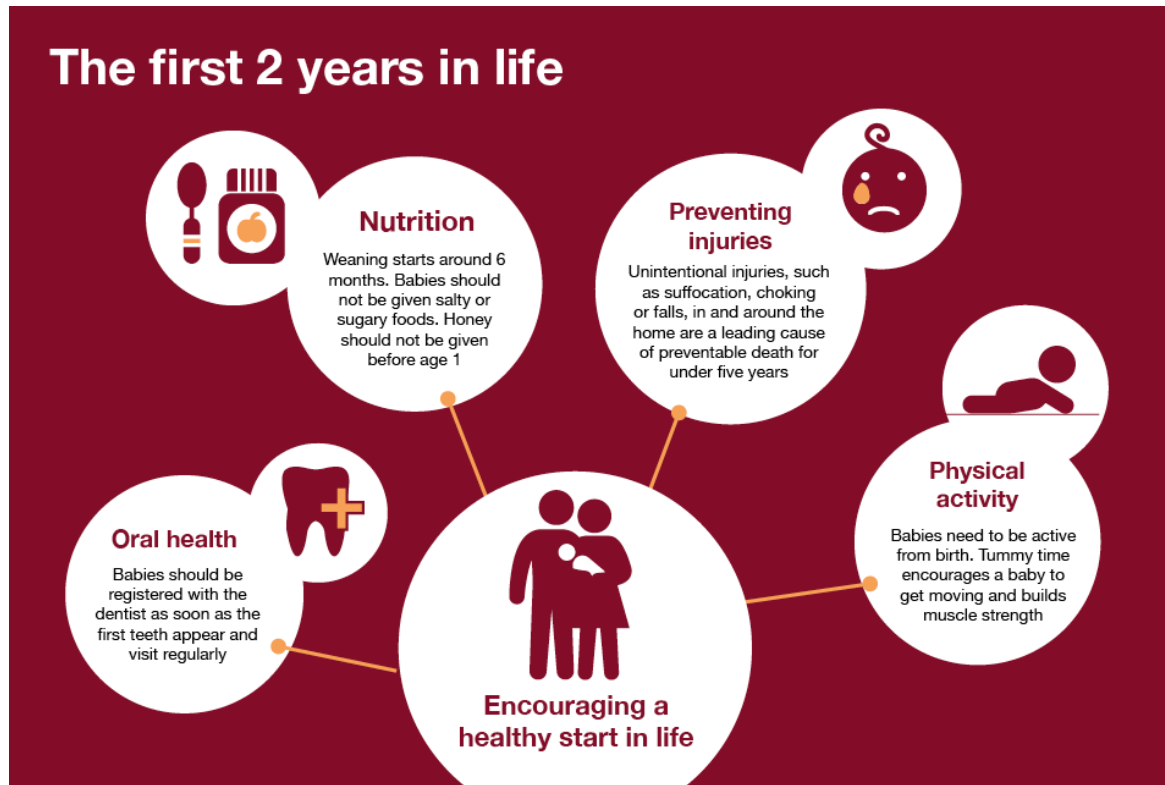 The first 2 years in life
Nutrition
Weaning starts around 6
months. Babies should
not be given salty or
sugary foods. Honey
should not be given
before age 1
Preventing
injuries
Unintentional injuries, such
as suffocation, choking
or falls, in and around the
home are a leading cause
of preventable death for
under five years
Oral health
Babies should be
registered with the
dentist as soon as the
first teeth appear and
visit regularly
Physical
activity
Babies need to be active
from birth. Tummy time
encourages a baby to
get moving and builds
muscle strength
Encouraging a
healthy start in life